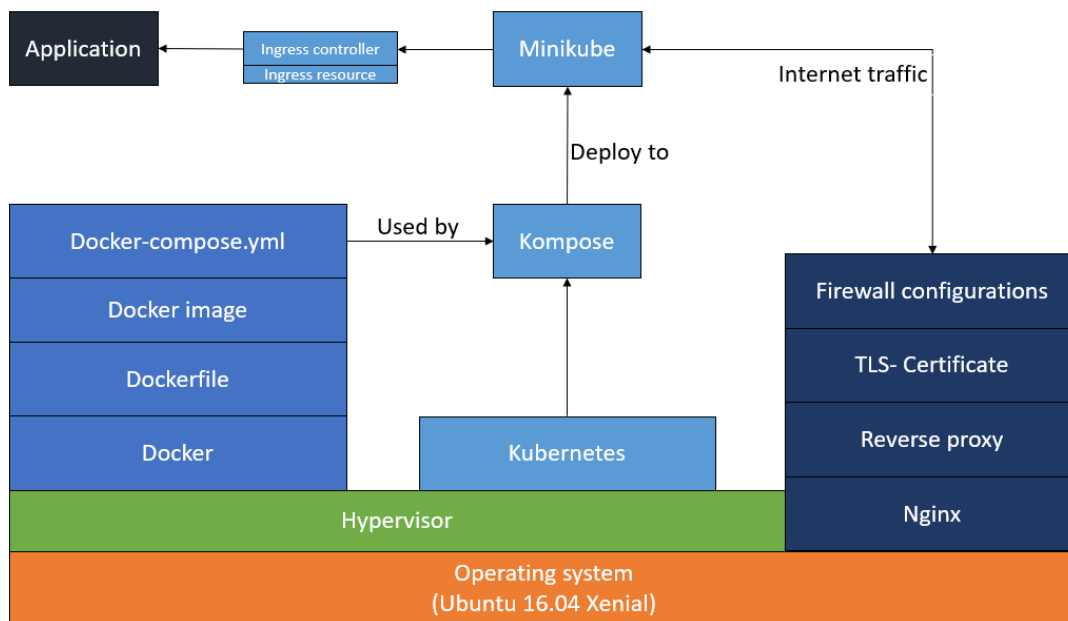 Application
Ingress controller
Ingress resource
Minikube
Internet traffic
Deploy to
Docker-compose.yml
Used by
Kompose
Docker image
Dockerfile
Docker
Kubernetes
Firewall configurations
TLS- Certificate
Reverse proxy
Nginx
Hypervisor
Operating system
(Ubuntu 16.04 Xenial)